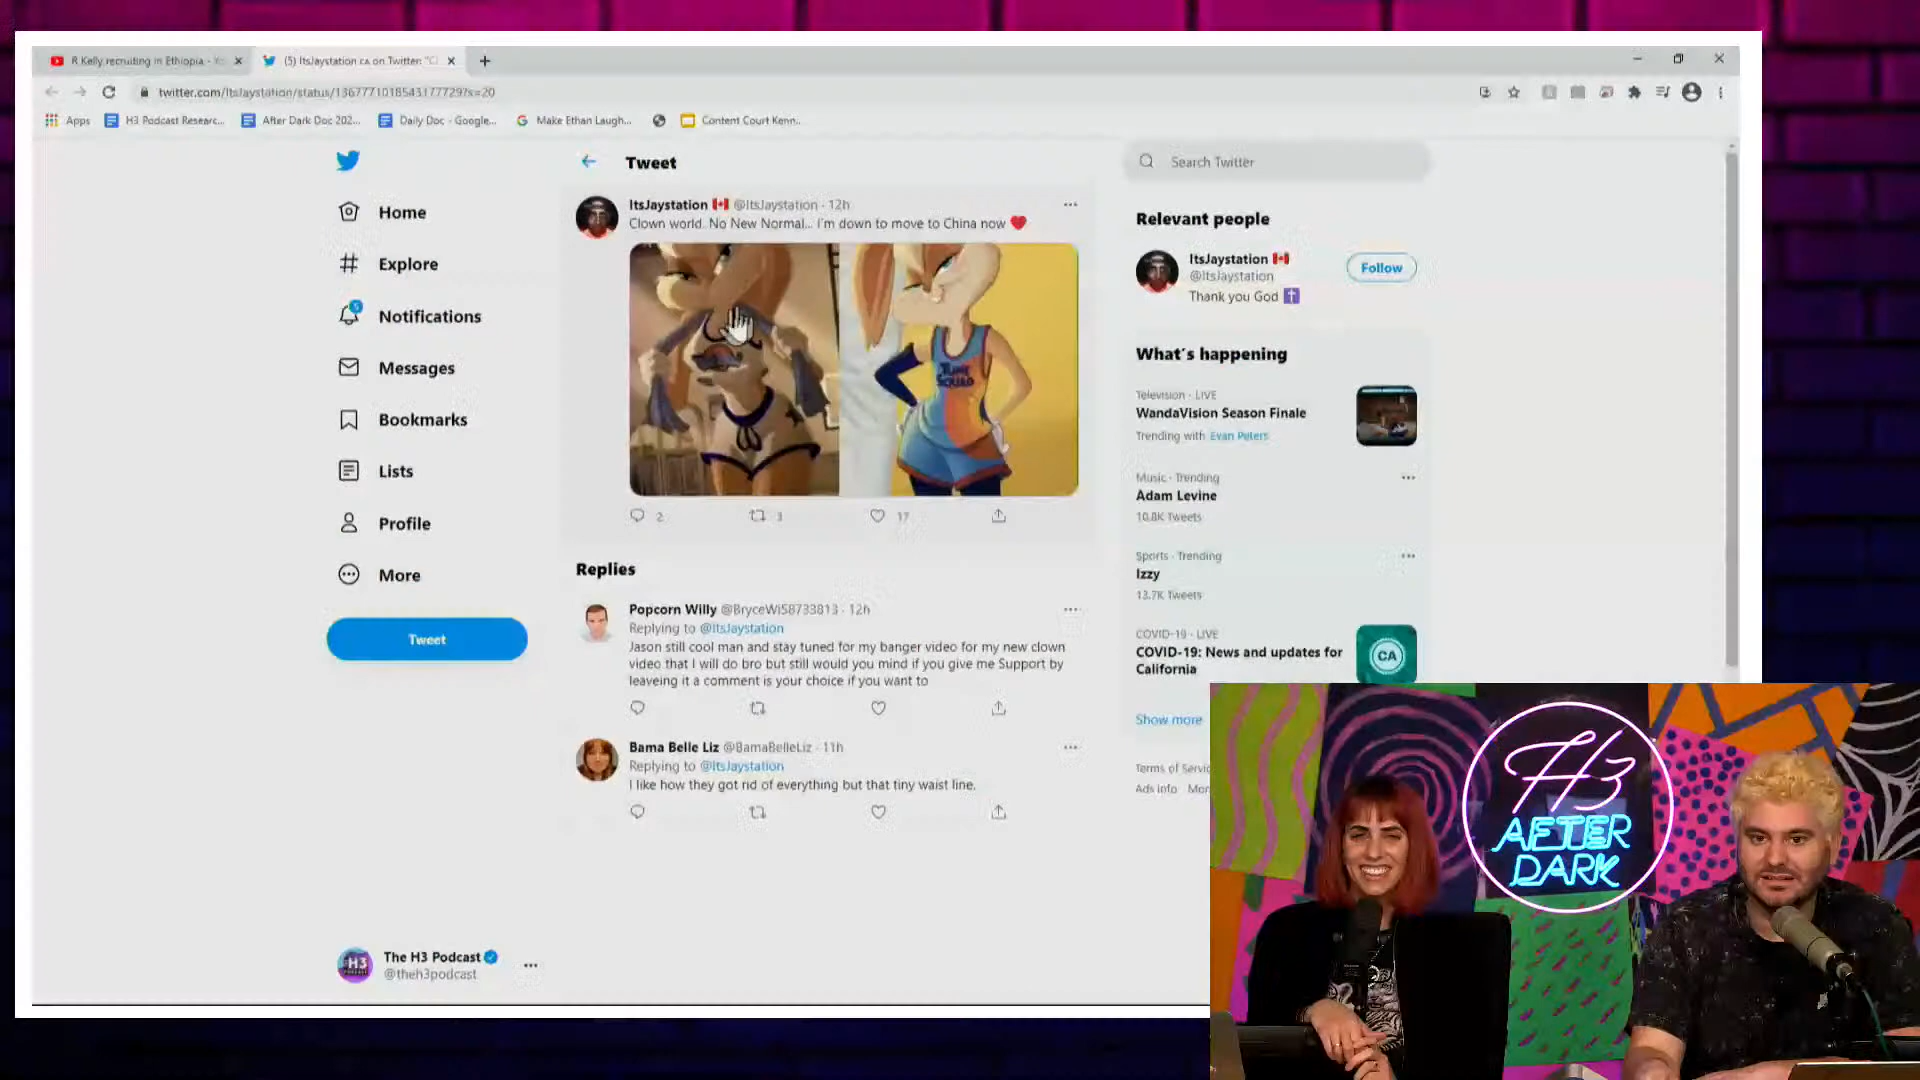 R Kelly recruiting in Ethiopia -
(5) ItsJaystation.ca on Twitter: "C
twitter.com/ItsJaystation/status/1367771018543177729?s=20
Apps
H3 Podcast Researc...
After Dark Doc 202...
Daily Doc - Google...
Make Ethan Laugh...
Content Court Kenn...
Tweet
Search Twitter
Home
Explore
5
Notifications
Messages
Bookmarks
Lists
Profile
More
Tweet
The H3 Podcast
@theh3podcast
H3
ItsJaystation 🇨🇦 @ItsJaystation · 12h
Clown world. No New Normal... I'm down to move to China now ❤️
TUNE
SQUAD
2
3
17
Replies
Popcorn Willy @BryceWi58733813 · 12h
Replying to @ItsJaystation
Jason still cool man and stay tuned for my banger video for my new clown
video that I will do bro but still would you mind if you give me Support by
leaveing it a comment is your choice if you want to
Bama Belle Liz @BamaBelleLiz · 11h
Replying to @ItsJaystation
I like how they got rid of everything but that tiny waist line.
Relevant people
ItsJaystation 🇨🇦
@ItsJaystation
Follow
Thank you God ✝️
What's happening
Television · LIVE
WandaVision Season Finale
Trending with Evan Peters
Music · Trending
Adam Levine
10.8K Tweets
Sports · Trending
Izzy
13.7K Tweets
COVID-19 · LIVE
COVID-19: News and updates for
California
CA
Show more
Terms of Servic
Ads info
Mor
H3
AFTER
DARK